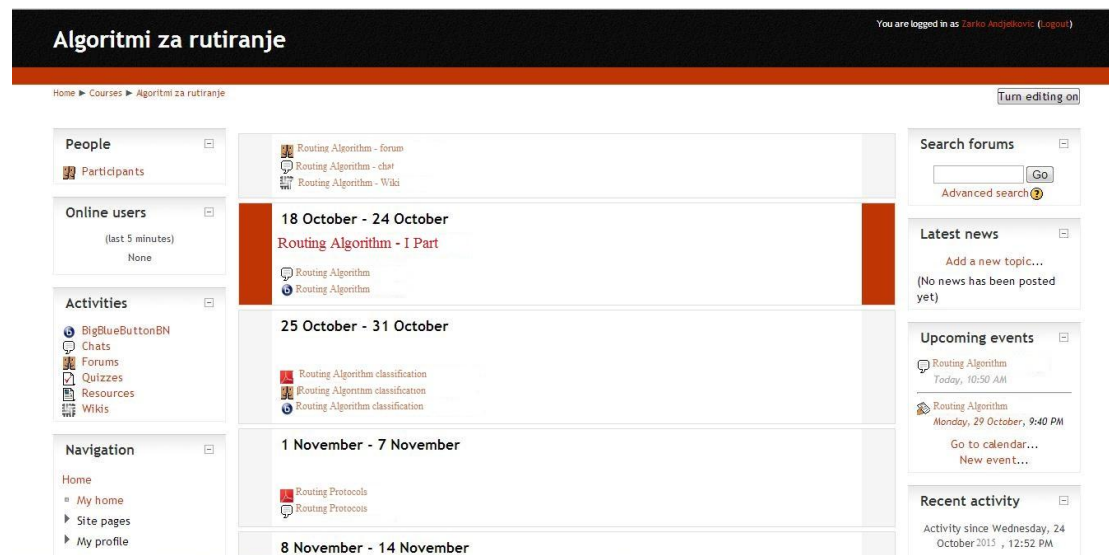 Algoritmi za rutiranje
You are logged in as Zarko Andjelkovic (Logout)
Home ► Courses ► Algoritmi za rutiranje
Turn editing on
People
Participants
Online users
(last 5 minutes)
None
Activities
BigBlueButtonBN
Chats
Forums
Quizzes
Resources
Wikis
Navigation
Home
My home
Site pages
My profile
Routing Algorithm - forum
Routing Algorithm - chat
Routing Algorithm - Wiki
18 October - 24 October
Routing Algorithm - I Part
Routing Algorithm
Routing Algorithm
25 October - 31 October
Routing Algorithm classification
Routing Algorithm classification
Routing Algorithm classification
1 November - 7 November
Routing Protocols
Routing Protocols
8 November - 14 November
Search forums
Go
Advanced search
Latest news
Add a new topic...
(No news has been posted
yet)
Upcoming events
Routing Algorithm
Today, 10:50 AM
Routing Algorithm
Monday, 29 October, 9:40 PM
Go to calendar...
New event...
Recent activity
Activity since Wednesday, 24
October 2015 , 12:52 PM